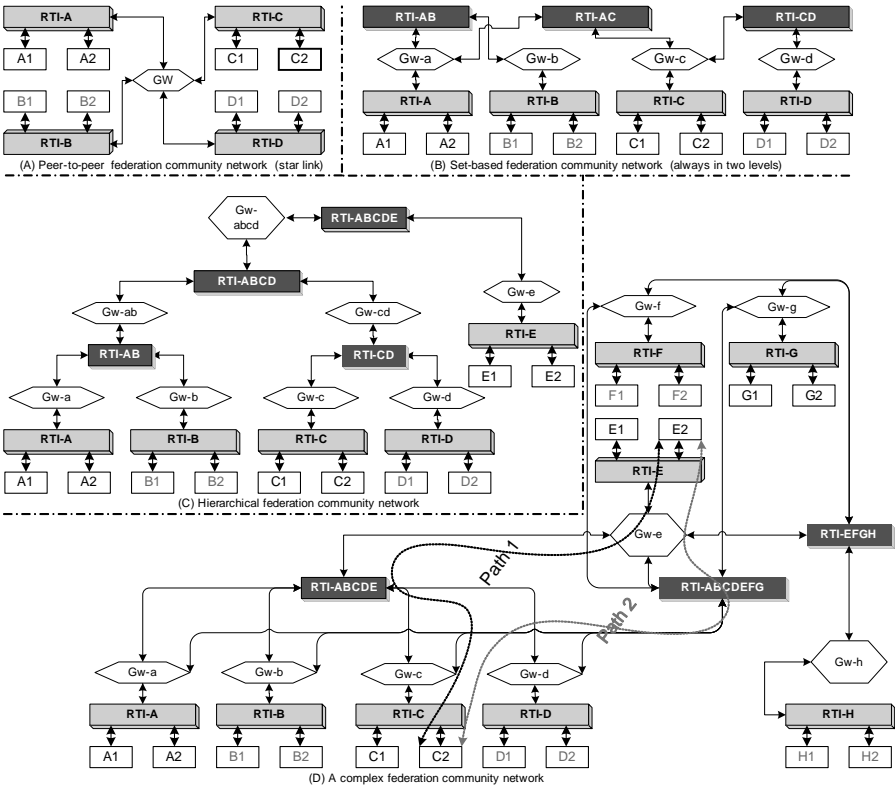 RTI-A
RTI-C
A1
A2
C1
C2
GW
B1
B2
D1
D2
RTI-B
RTI-D
(A) Peer-to-peer federation community network (star link)
RTI-AB
RTI-AC
RTI-CD
Gw-a
Gw-b
Gw-c
Gw-d
RTI-A
RTI-B
RTI-C
RTI-D
A1
A2
B1
B2
C1
C2
D1
D2
(B) Set-based federation community network (always in two levels)
Gw-
abcd
RTI-ABCDE
RTI-ABCD
Gw-e
Gw-ab
Gw-cd
RTI-E
RTI-AB
RTI-CD
E1
E2
Gw-a
Gw-b
Gw-c
Gw-d
RTI-A
RTI-B
RTI-C
RTI-D
A1
A2
B1
B2
C1
C2
D1
D2
(C) Hierarchical federation community network
Gw-f
Gw-g
RTI-F
RTI-G
F1
F2
G1
G2
E1
E2
RTI-E
Gw-e
RTI-EFGH
Path 1
RTI-ABCDE
RTI-ABCDEFG
Path 2
Gw-a
Gw-b
Gw-c
Gw-d
Gw-h
RTI-A
RTI-B
RTI-C
RTI-D
RTI-H
A1
A2
B1
B2
C1
C2
D1
D2
H1
H2
(D) A complex federation community network